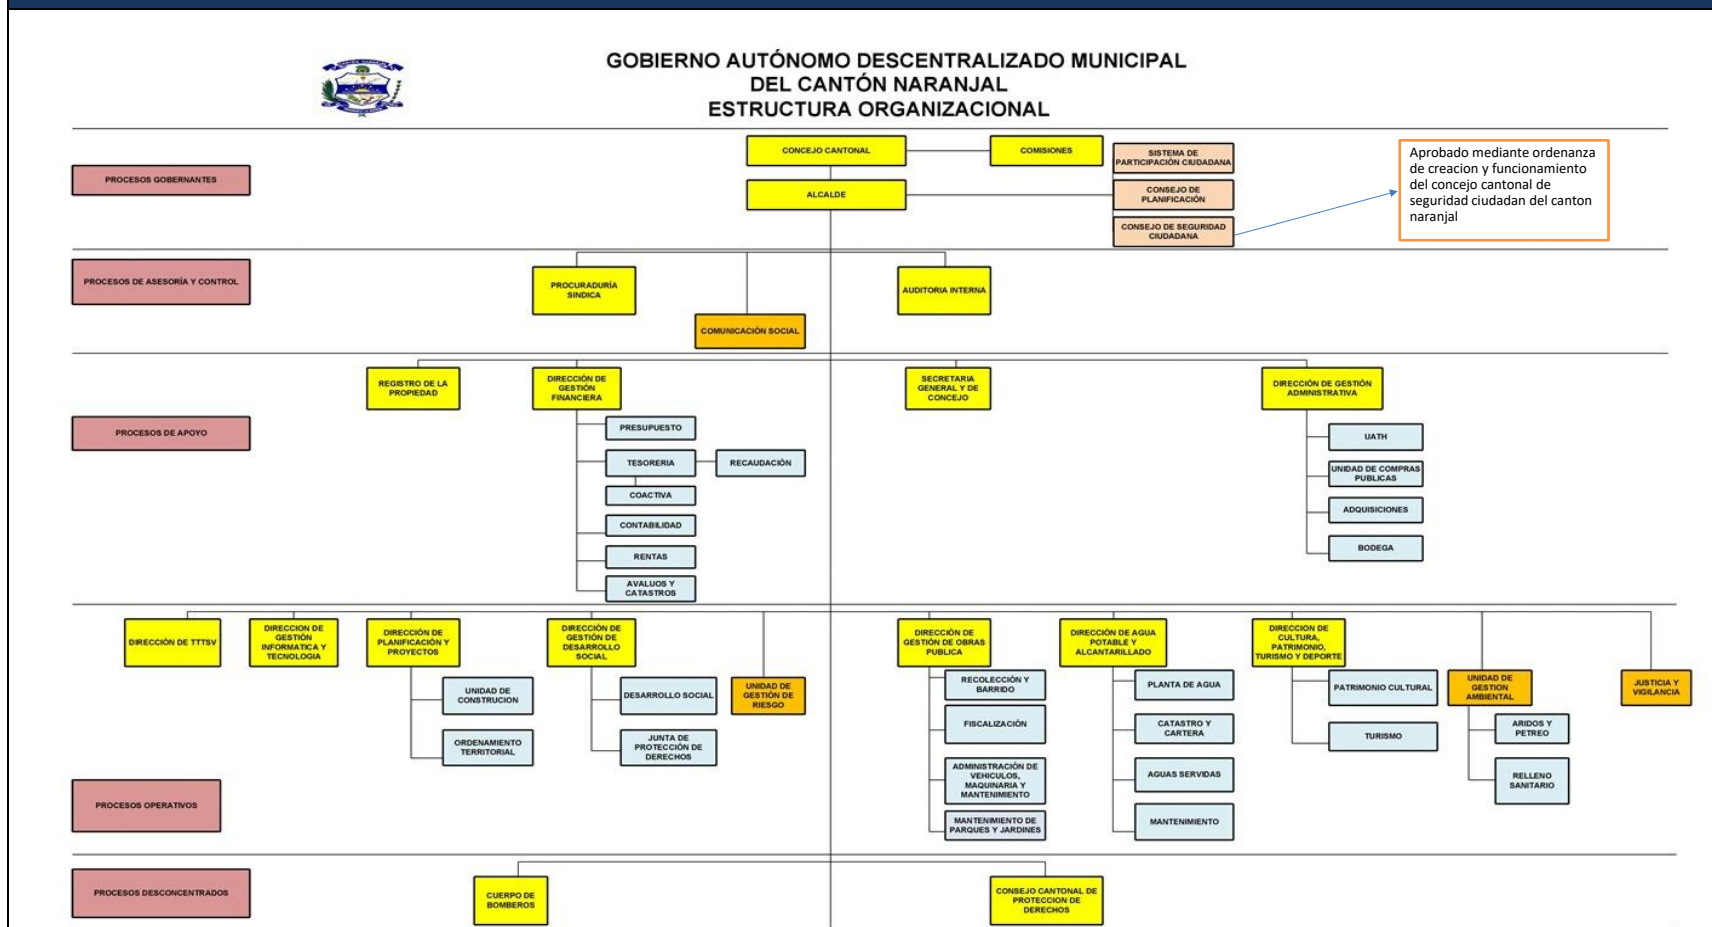 GOBIERNO AUTÓNOMO DESCENTRALIZADO MUNICIPAL
DEL CANTÓN NARANJAL
ESTRUCTURA ORGANIZACIONAL
PROCESOS GOBERNANTES
CONCEJO CANTONAL
COMISIONES
SISTEMA DE
PARTICIPACIÓN CIUDADANA
ALCALDE
CONSEJO DE
PLANIFICACIÓN
CONSEJO DE SEGURIDAD
CIUDADANA
Aprobado mediante ordenanza
de creacion y funcionamiento
del concejo cantonal de
seguridad ciudadan del canton
naranjal
PROCESOS DE ASESORÍA Y CONTROL
PROCURADURÍA
SINDICA
AUDITORIA INTERNA
COMUNICACIÓN SOCIAL
PROCESOS DE APOYO
REGISTRO DE LA
PROPIEDAD
DIRECCIÓN DE
GESTIÓN
FINANCIERA
SECRETARIA
GENERAL Y DE
CONCEJO
DIRECCIÓN DE GESTIÓN
ADMINISTRATIVA
PRESUPUESTO
TESORERIA
RECAUDACIÓN
COACTIVA
CONTABILIDAD
RENTAS
AVALUOS Y
CATASTROS
UATH
UNIDAD DE COMPRAS
PUBLICAS
ADQUISICIONES
BODEGA
PROCESOS OPERATIVOS
DIRECCIÓN DE TTTSV
DIRECCION DE
GESTIÓN
INFORMATICA Y
TECNOLOGIA
DIRECCIÓN DE
PLANIFICACIÓN Y
PROYECTOS
UNIDAD DE
CONSTRUCION
ORDENAMIENTO
TERRITORIAL
DIRECCIÓN DE
GESTIÓN DE
DESARROLLO
SOCIAL
DESARROLLO SOCIAL
JUNTA DE
PROTECCIÓN DE
DERECHOS
UNIDAD DE
GESTIÓN DE
RIESGO
DIRECCIÓN DE
GESTIÓN DE OBRAS
PUBLICA
RECOLECCIÓN Y
BARRIDO
FISCALIZACIÓN
ADMINISTRACIÓN DE
VEHICULOS,
MAQUINARIA Y
MANTENIMIENTO
MANTENIMIENTO DE
PARQUES Y JARDINES
DIRECCIÓN DE AGUA
POTABLE Y
ALCANTARILLADO
PLANTA DE AGUA
CATASTRO Y
CARTERA
AGUAS SERVIDAS
MANTENIMIENTO
DIRECCION DE
CULTURA,
PATRIMONIO,
TURISMO Y DEPORTE
PATRIMONIO CULTURAL
TURISMO
UNIDAD DE
GESTION
AMBIENTAL
ARIDOS Y
PETREO
RELLENO
SANITARIO
JUSTICIA Y
VIGILANCIA
PROCESOS DESCONCENTRADOS
CUERPO DE
BOMBEROS
CONSEJO CANTONAL DE
PROTECCION DE
DERECHOS